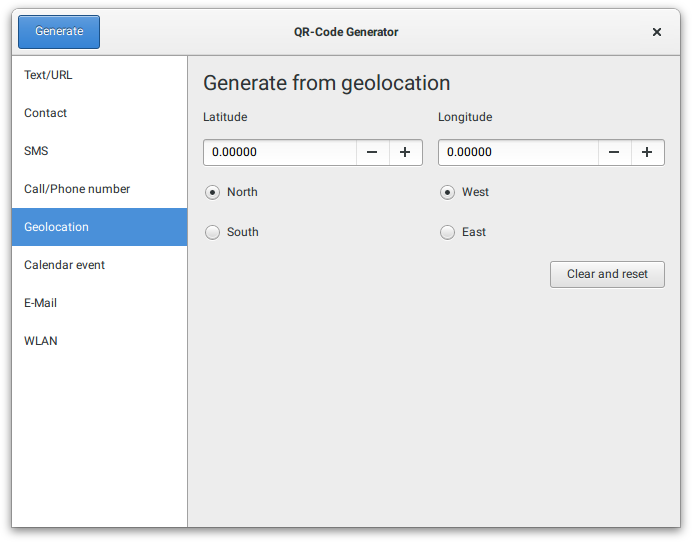 Generate
QR-Code Generator
Text/URL
Contact
SMS
Call/Phone number
Geolocation
Calendar event
E-Mail
WLAN
Generate from geolocation
Latitude Longitude
0.00000 0.00000
North West
South East
Clear and reset